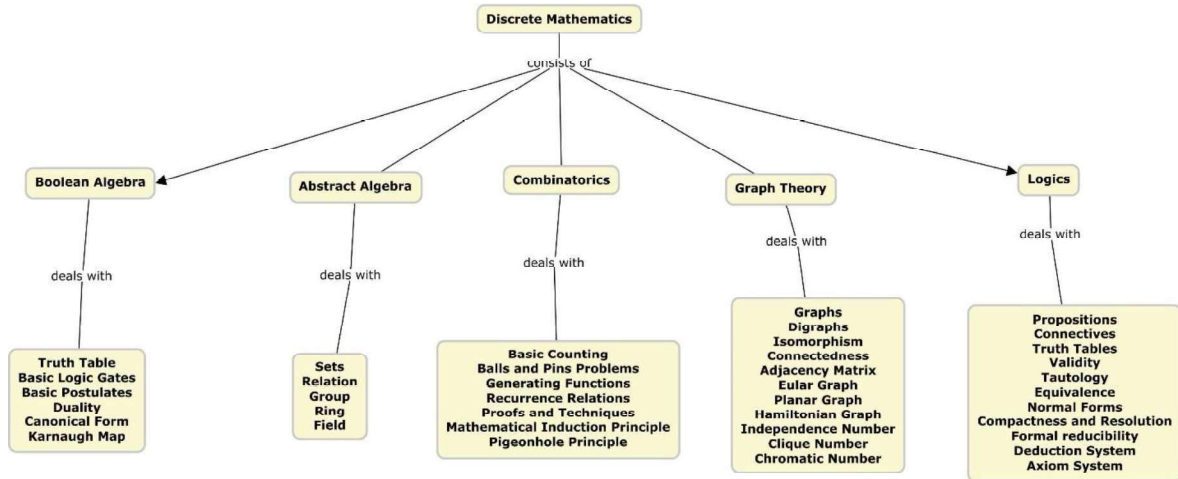 Discrete Mathematics
consists of
Boolean Algebra
Abstract Algebra
Combinatorics
Graph Theory
Logics
deals with
deals with
deals with
deals with
deals with
Truth Table
Basic Logic Gates
Basic Postulates
Duality
Canonical Form
Karnaugh Map
Sets
Relation
Group
Ring
Field
Basic Counting
Balls and Pins Problems
Generating Functions
Recurrence Relations
Proofs and Techniques
Mathematical Induction Principle
Pigeonhole Principle
Graphs
Digraphs
Isomorphism
Connectedness
Adjacency Matrix
Eular Graph
Planar Graph
Hamiltonian Graph
Independence Number
Clique Number
Chromatic Number
Propositions
Connectives
Truth Tables
Validity
Tautology
Equivalence
Normal Forms
Compactness and Resolution
Formal reducibility
Deduction System
Axiom System